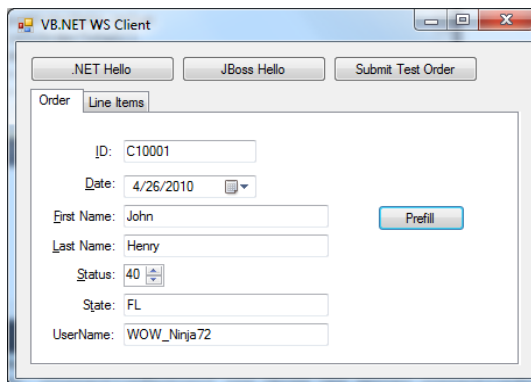 VB.NET WS Client
.NET Hello JBoss Hello Submit Test Order
Order Line Items
ID: C10001
Date: 4/26/2010
First Name: John
Prefill
Last Name: Henry
Status: 40
State: FL
UserName: WOW_Ninja72